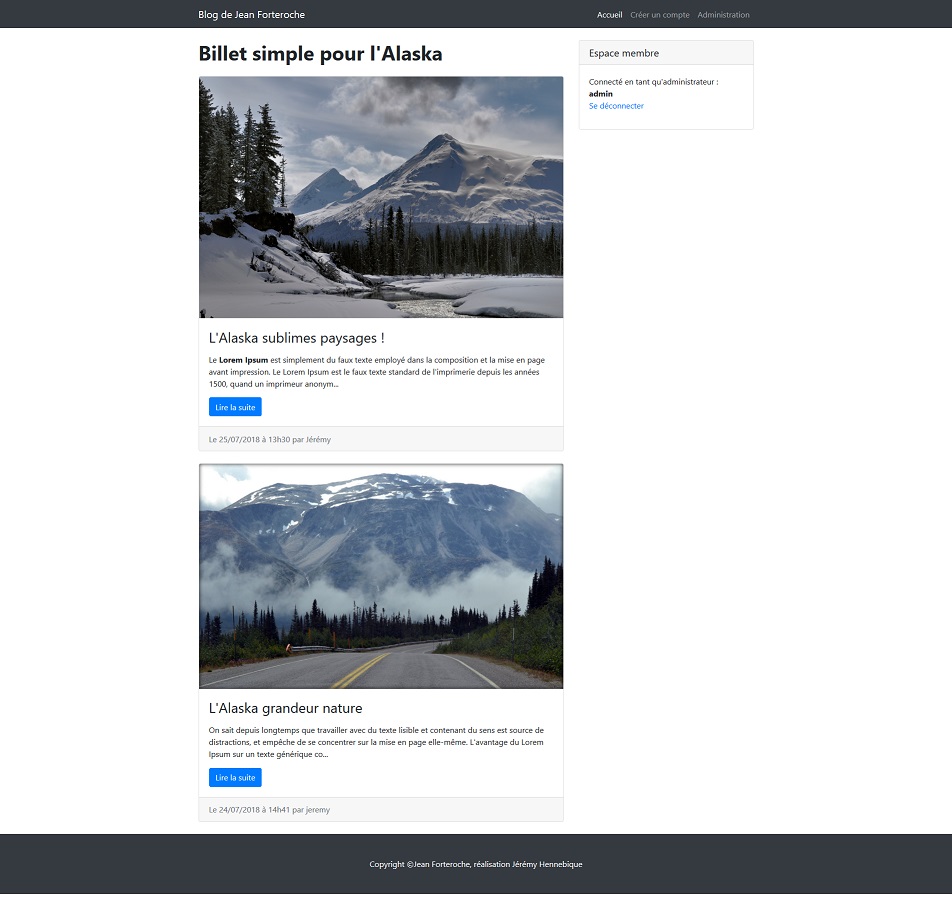 Blog de Jean Forteroche
Accueil Créer un compte Administration
Billet simple pour l'Alaska
L'Alaska sublimes paysages !
Le Lorem Ipsum est simplement du faux texte employé dans la composition et la mise en page
avant impression. Le Lorem Ipsum est le faux texte standard de l'imprimerie depuis les années
1500, quand un imprimeur anonym...
Lire la suite
Le 25/07/2018 à 13h30 par Jérémy
L'Alaska grandeur nature
On sait depuis longtemps que travailler avec du texte lisible et contenant du sens est source de
distractions, et empêche de se concentrer sur la mise en page elle-même. L'avantage du Lorem
Ipsum sur un texte générique co...
Lire la suite
Le 24/07/2018 à 14h41 par jeremy
Espace membre
Connecté en tant qu'administrateur :
admin
Se déconnecter
Copyright ©Jean Forteroche, réalisation Jérémy Hennebique